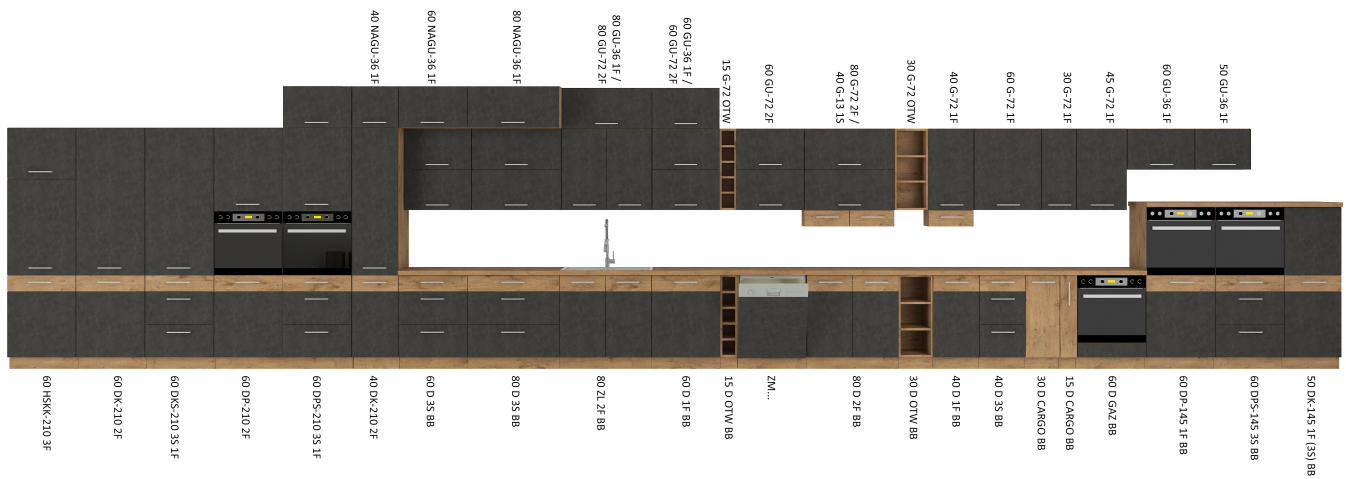 40 NAGU-36 1F
60 NAGU-36 1F
80 NAGU-36 1F
80 GU-36 1F /
80 GU-72 2F
60 GU-36 1F /
60 GU-72 2F
15 G-72 OTW
60 GU-72 2F
80 G-72 2F /
40 G-13 1S
30 G-72 OTW
40 G-72 1F
60 G-72 1F
30 G-72 1F
45 G-72 1F
60 GU-36 1F
50 GU-36 1F
60 HSKK-210 3F
60 DK-210 2F
60 DKS-210 3S 1F
60 DP-210 2F
60 DPS-210 3S 1F
40 DK-210 2F
60 D 3S BB
80 D 3S BB
80 ZL 2F BB
60 D 1F BB
15 D OTW BB
ZM...
80 D 2F BB
30 D OTW BB
40 D 1F BB
40 D 3S BB
30 D CARGO BB
15 D CARGO BB
60 D GAZ BB
60 DP-145 1F BB
60 DPS-145 3S BB
50 DK-145 1F (3S) BB